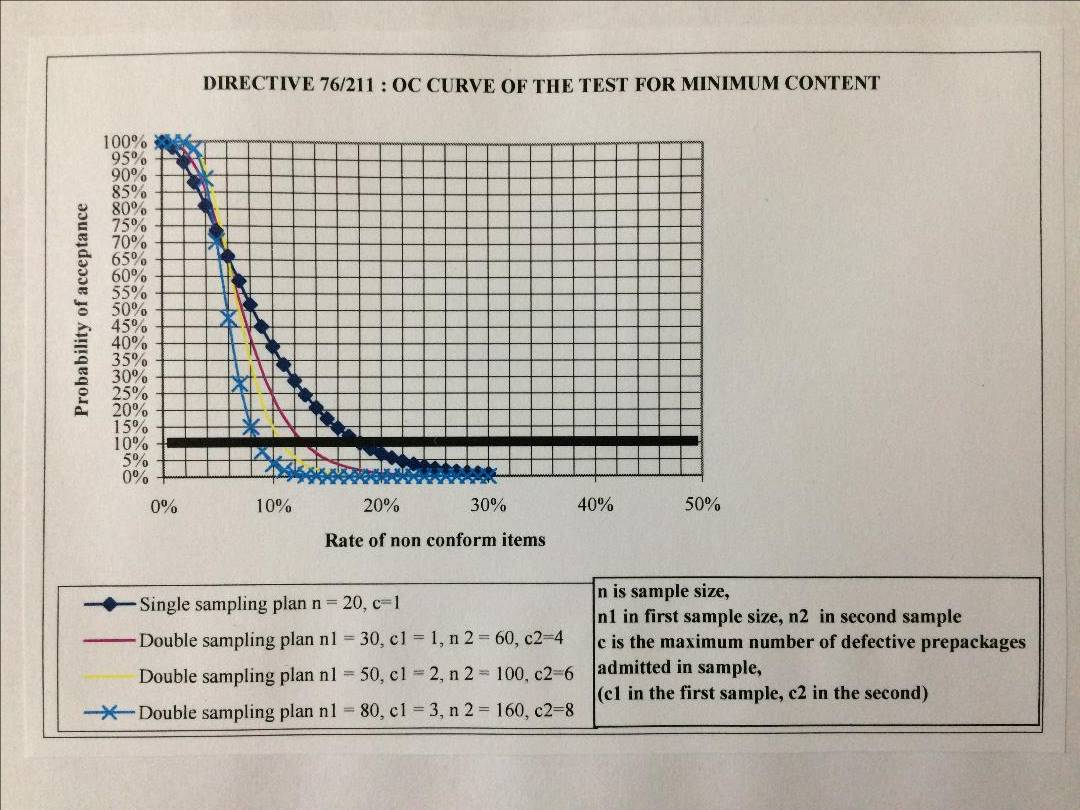 DIRECTIVE 76/211 : OC CURVE OF THE TEST FOR MINIMUM CONTENT
100%
95%
90%
85%
80%
75%
70%
65%
60%
55%
50%
45%
40%
35%
30%
25%
20%
15%
10%
5%
0%
Probability of acceptance
0% 10% 20% 30% 40% 50%
Rate of non conform items
Single sampling plan n = 20, c=1
Double sampling plan n1 = 30, c1 = 1, n 2 = 60, c2=4
Double sampling plan n1 = 50, c1 = 2, n 2 = 100, c2=6
Double sampling plan n1 = 80, c1 = 3, n 2 = 160, c2=8
n is sample size,
n1 in first sample size, n2 in second sample
c is the maximum number of defective prepackages
admitted in sample,
(c1 in the first sample, c2 in the second)